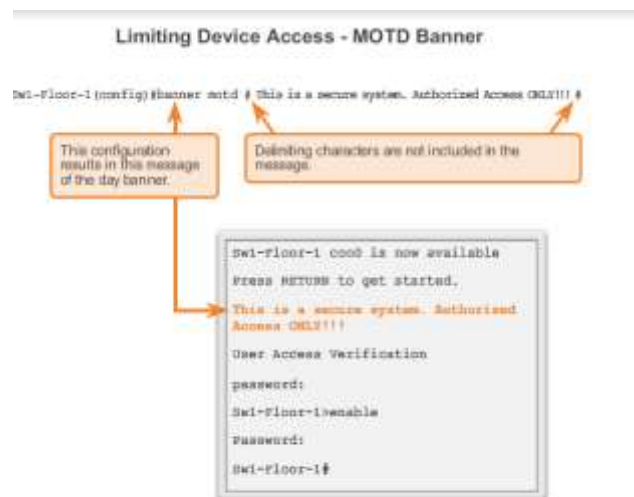 Limiting Device Access - MOTD Banner
Sw1-Floor-1(config)#banner motd # This is a secure system. Authorized Access ONLY!!! #
This configuration
results in this message
of the day banner.
Delimiting characters are not included in the
message.
Sw1-Floor-1 con0 is now available
Press RETURN to get started.
This is a secure system. Authorized
Access ONLY!!!
User Access Verification
password:
Sw1-Floor-1>enable
Password:
Sw1-Floor-1#